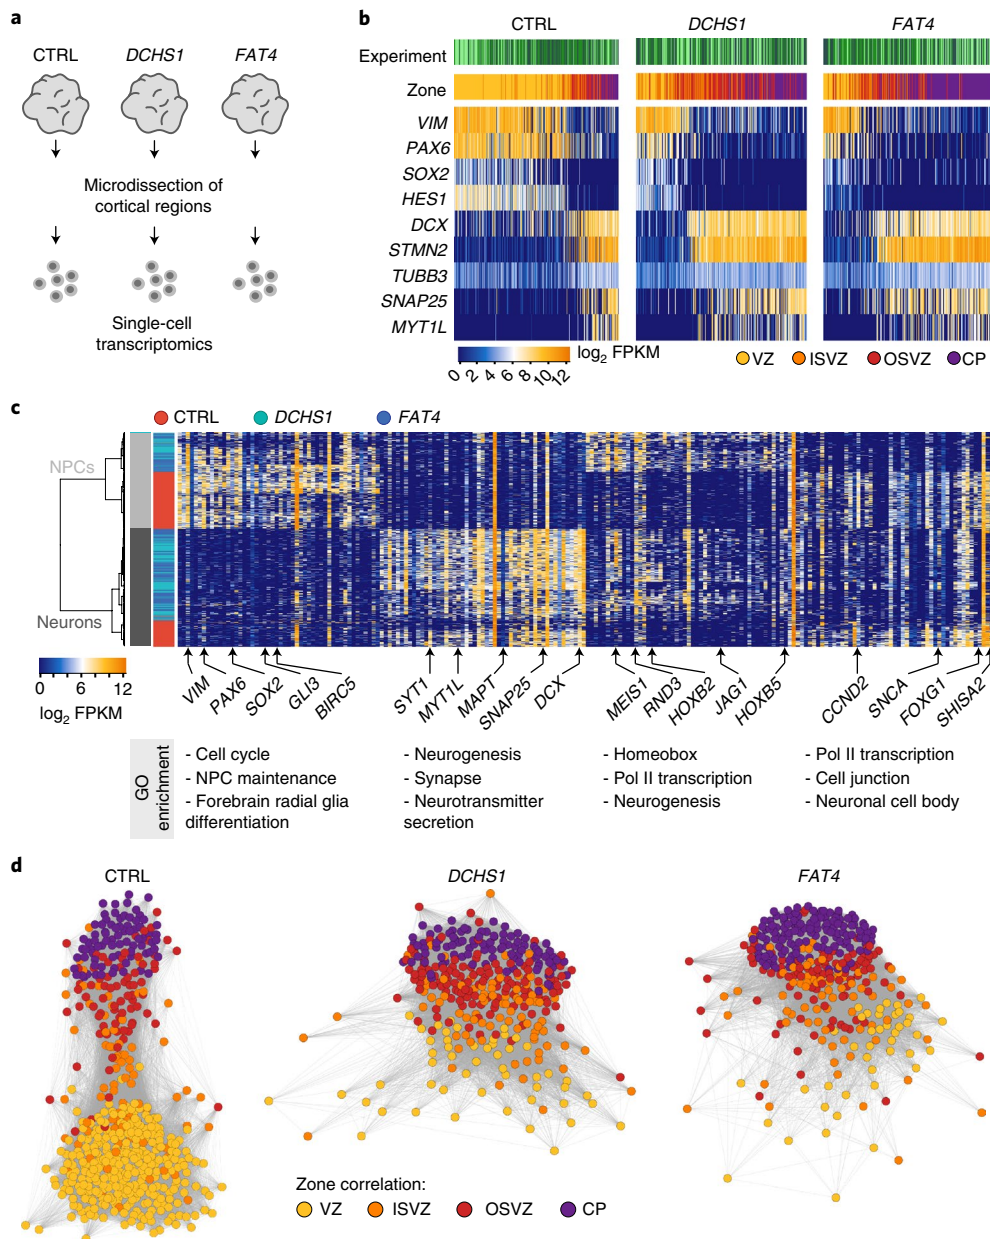 a
CTRL DCHS1 FAT4
Microdissection of
cortical regions
Single-cell
transcriptomics
b
CTRL DCHS1 FAT4
Experiment
Zone
VIM
PAX6
SOX2
HES1
DCX
STMN2
TUBB3
SNAP25
MYT1L
0 2 4 6 8 10 12 log2 FPKM
VZ ISVZ OSVZ CP
c
CTRL DCHS1 FAT4
NPCs
Neurons
0 6 12
log2 FPKM
VIM PAX6 SOX2 GLI3 BIRC5 SYT1 MYT1L MAPT SNAP25 DCX MEIS1 RND3 HOXB2 JAG1 HOXB5 CCND2 SNCA FOXG1 SHISA2
GO
enrichment
- Cell cycle
- NPC maintenance
- Forebrain radial glia
differentiation
- Neurogenesis
- Synapse
- Neurotransmitter
secretion
- Homeobox
- Pol II transcription
- Neurogenesis
- Pol II transcription
- Cell junction
- Neuronal cell body
d
CTRL DCHS1 FAT4
Zone correlation:
VZ ISVZ OSVZ CP